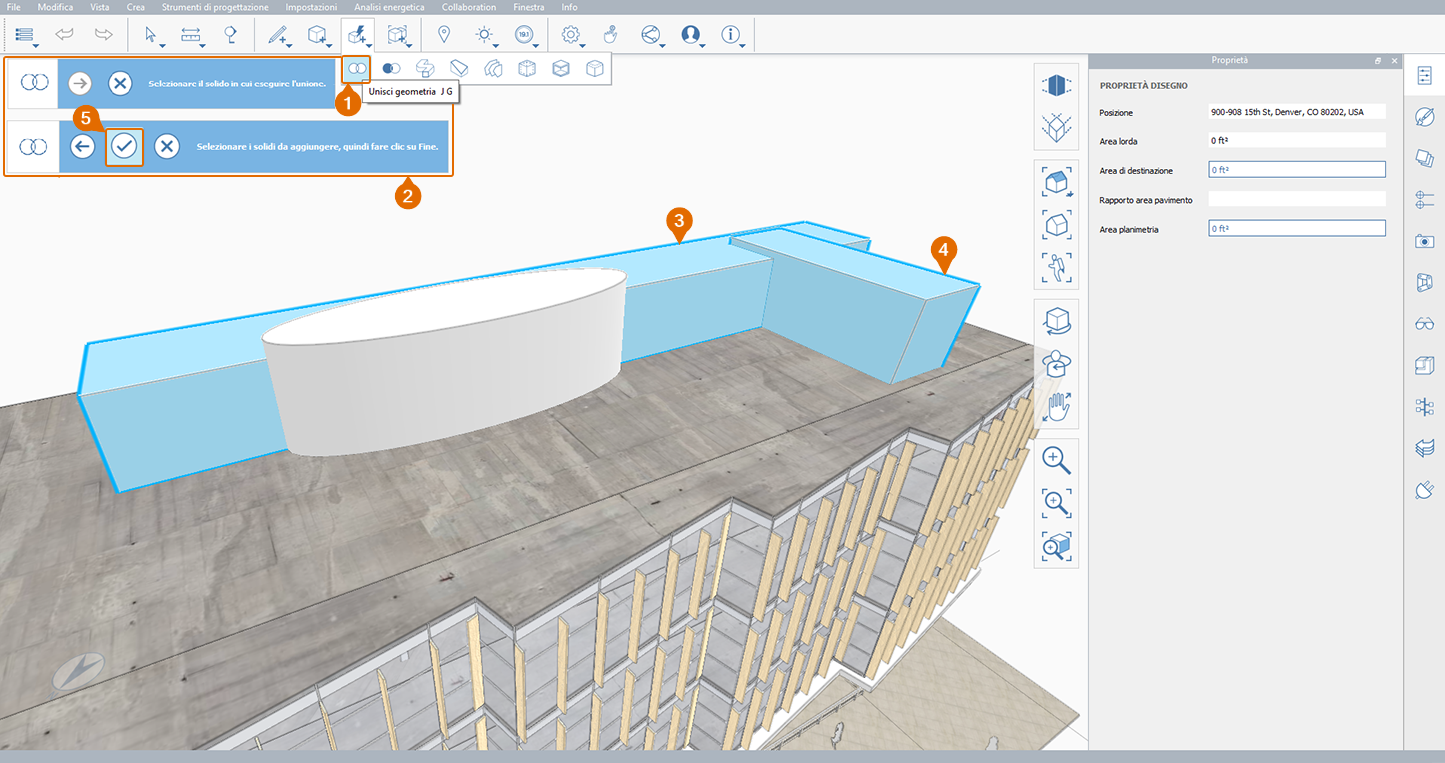 File Modifica Vista Crea Strumenti di progettazione Impostazioni Analisi energetica Collaboration Finestra Info
191
Selezionare il solido in cui eseguire l'unione.
Unisci geometria J G
1
5
Selezionare i solidi da aggiungere, quindi fare clic su Fine.
2
3
4
Proprietà
PROPRIETÀ DISEGNO
Posizione 900-908 15th St, Denver, CO 80202, USA
Area lorda 0 ft²
Area di destinazione 0 ft²
Rapporto area pavimento
Area planimetria 0 ft²